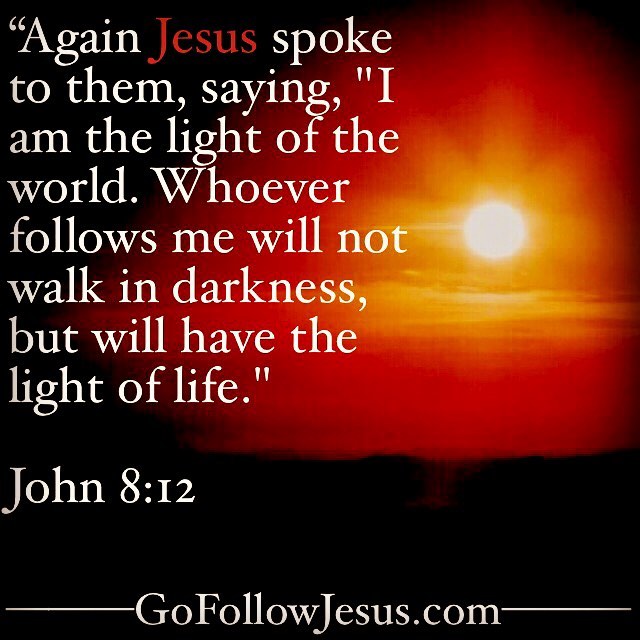 “Again Jesus spoke
to them, saying, "I
am the light of the
world. Whoever
follows me will not
walk in darkness,
but will have the
light of life."
John 8:12
GoFollowJesus.com